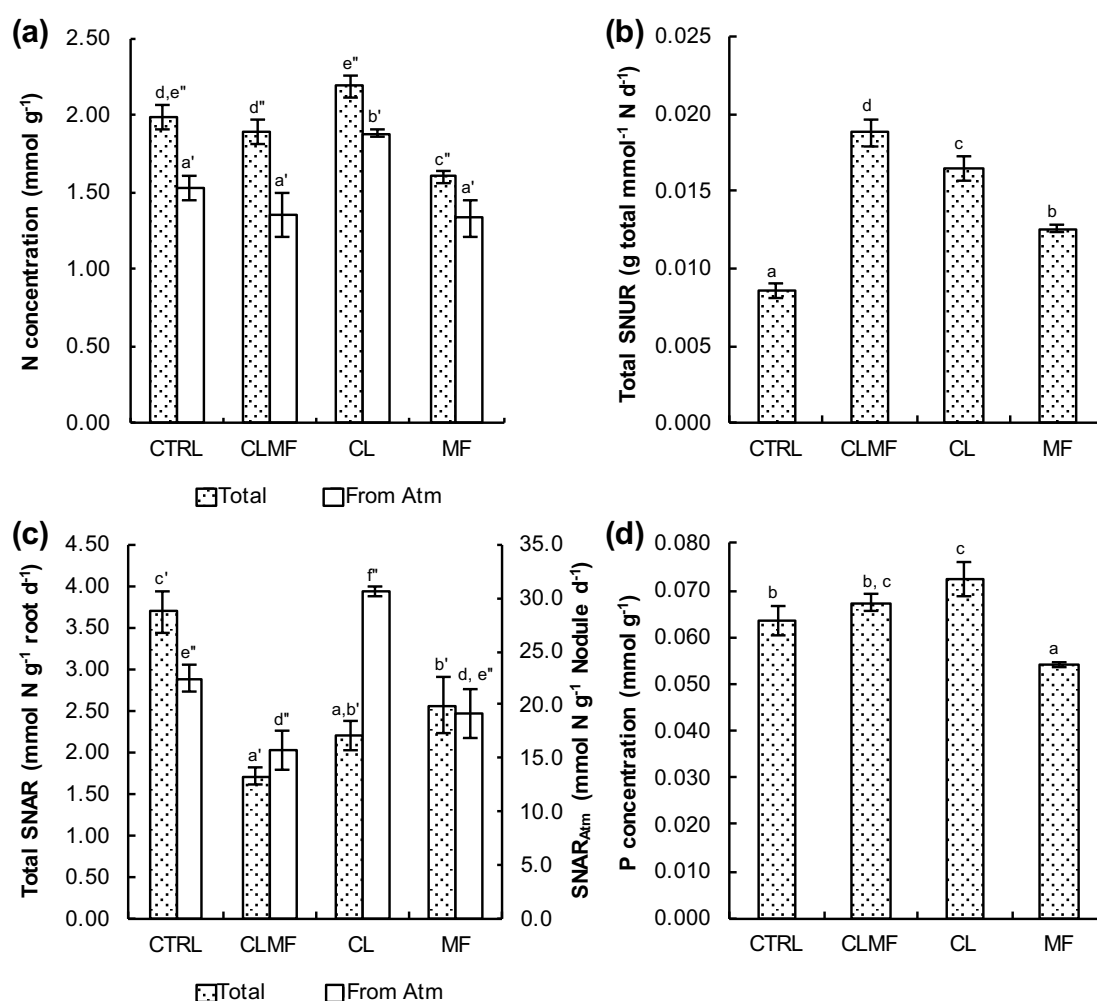 (a)
N concentration (mmol g-1)
2.50
2.00
1.50
1.00
0.50
0.00
d,e"
a'
d"
a'
e"
b'
c"
a'
CTRL CLMF CL MF
Total From Atm
(b)
Total SNUR (g total mmol-1 N d-1)
0.025
0.020
0.015
0.010
0.005
0.000
a
d
c
b
CTRL CLMF CL MF
(c)
Total SNAR (mmol N g-1 root d-1)
4.50
4.00
3.50
3.00
2.50
2.00
1.50
1.00
0.50
0.00
c'
e"
a'
d"
a,b'
f"
b'
d, e"
35.0
30.0
25.0
20.0
15.0
10.0
5.0
0.0
SNARAtm (mmol N g-1 Nodule d-1)
CTRL CLMF CL MF
Total From Atm
(d)
P concentration (mmol g-1)
0.080
0.070
0.060
0.050
0.040
0.030
0.020
0.010
0.000
b
b, c
c
a
CTRL CLMF CL MF